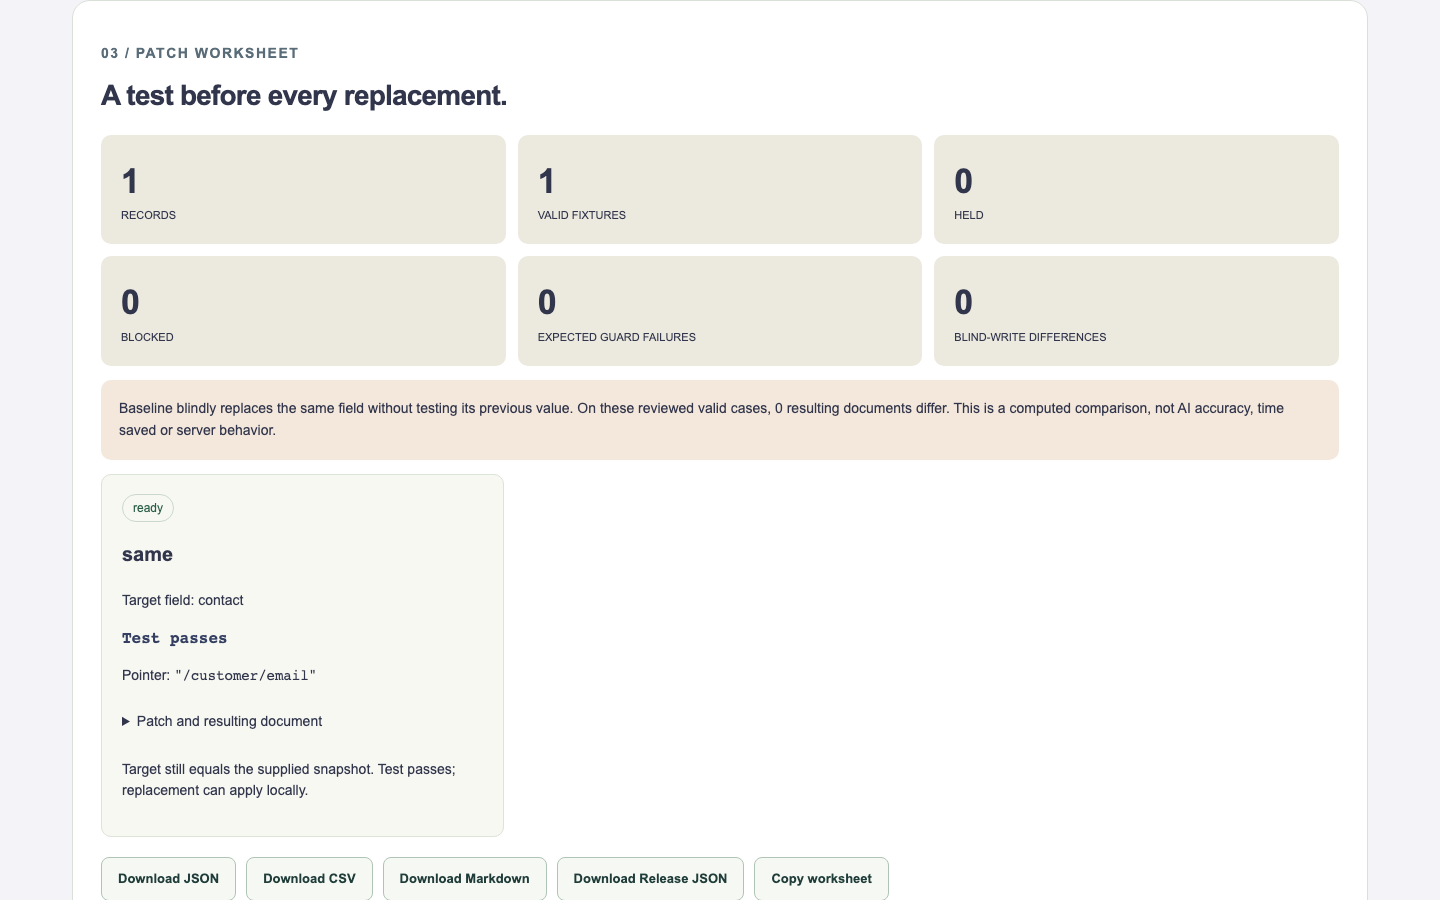 03 / PATCH WORKSHEET
A test before every replacement.
1
RECORDS
1
VALID FIXTURES
0
HELD
0
BLOCKED
0
EXPECTED GUARD FAILURES
0
BLIND-WRITE DIFFERENCES
Baseline blindly replaces the same field without testing its previous value. On these reviewed valid cases, 0 resulting documents differ. This is a computed comparison, not AI accuracy, time
saved or server behavior.
ready
same
Target field: contact
Test passes
Pointer: "/customer/email"
Patch and resulting document
Target still equals the supplied snapshot. Test passes;
replacement can apply locally.
Download JSON
Download CSV
Download Markdown
Download Release JSON
Copy worksheet